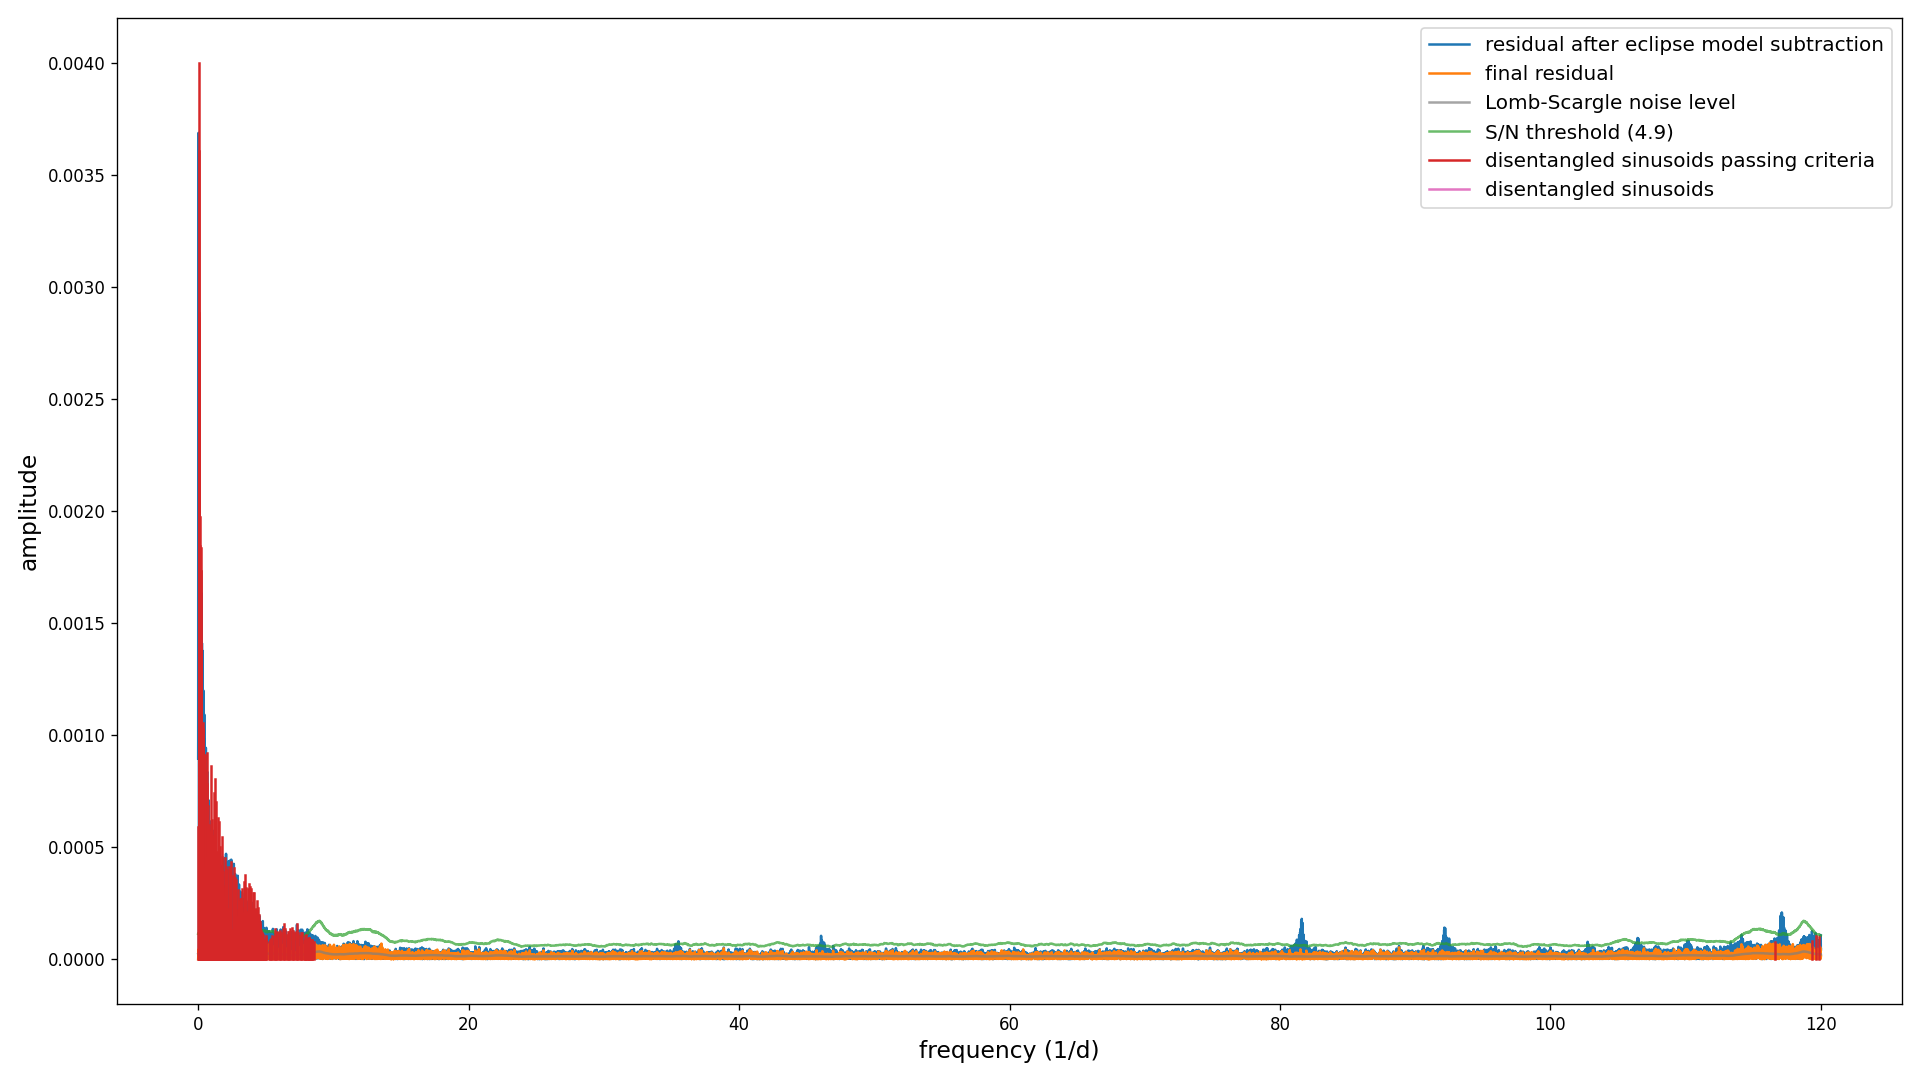 residual after eclipse model subtraction
final residual
Lomb-Scargle noise level
S/N threshold (4.9)
disentangled sinusoids passing criteria
disentangled sinusoids
0.0040
0.0035
0.0030
0.0025
0.0020
0.0015
0.0010
0.0005
0.0000
amplitude
0 20 40 60 80 100 120
frequency (1/d)